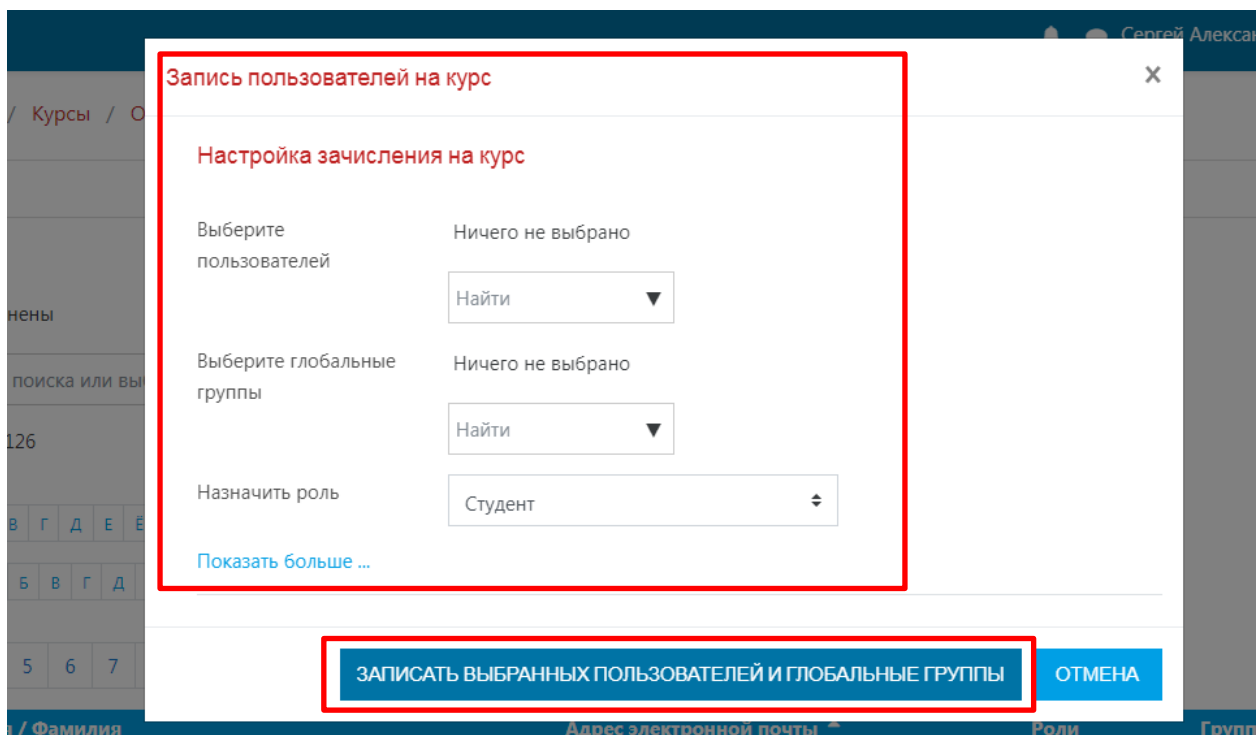 Сергей Алекса
Запись пользователей на курс
×
/ Курсы / О
Настройка зачисления на курс
Выберите
пользователей
Ничего не выбрано
Найти
нены
Выберите глобальные
группы
Ничего не выбрано
поиска или вы
Найти
126
Назначить роль
Студент
В Г Д Е Ё
Показать больше ...
Б В Г Д
5 6 7
ЗАПИСАТЬ ВЫБРАННЫХ ПОЛЬЗОВАТЕЛЕЙ И ГЛОБАЛЬНЫЕ ГРУППЫ
ОТМЕНА
/ Фамилия
Адрес электронной почты
Роли
Групп